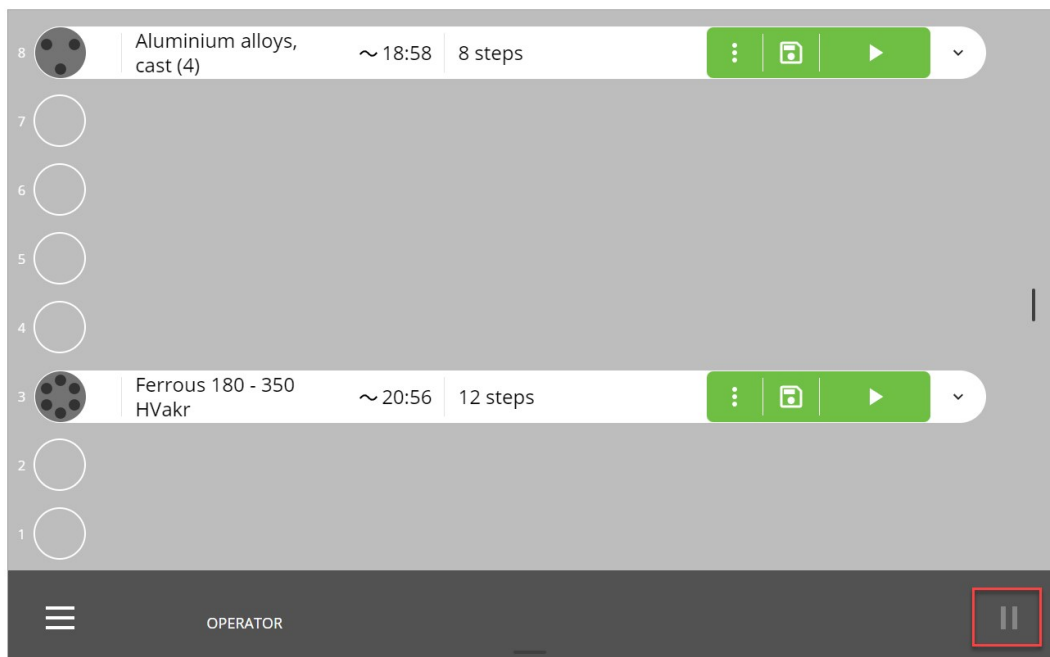 8 Aluminium alloys, cast (4) ~ 18:58 8 steps
7
6
5
4
3 Ferrous 180 - 350 HVakr ~ 20:56 12 steps
2
1
OPERATOR